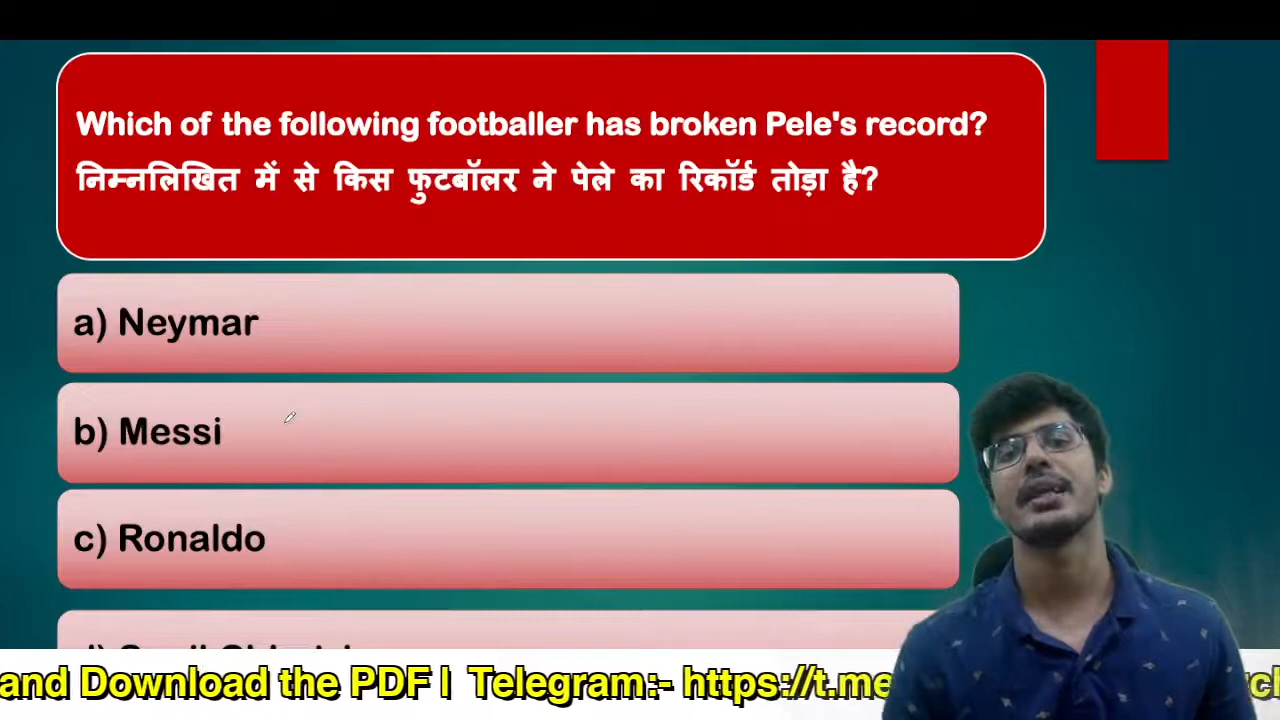 Which of the following footballer has broken Pele's record?
निम्नलिखित में से किस फुटबॉलर ने पेले का रिकॉर्ड तोड़ा है?
a) Neymar
b) Messi
c) Ronaldo
and Download the PDF l Telegram:- https://t.me